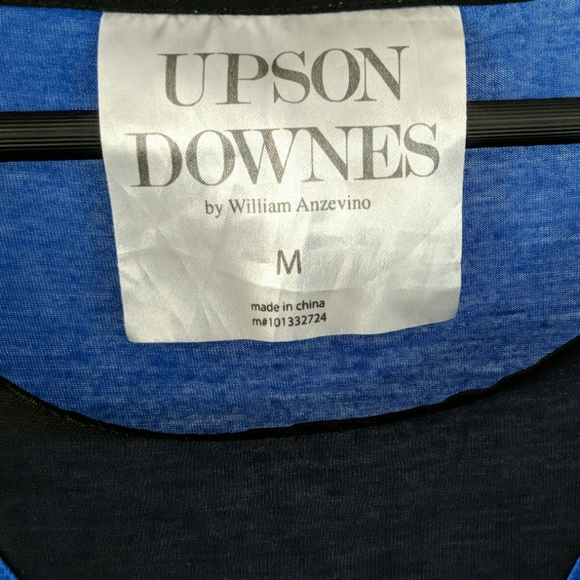 UPSON
DOWNES
by William Anzevino
M
made in china
m#101332724